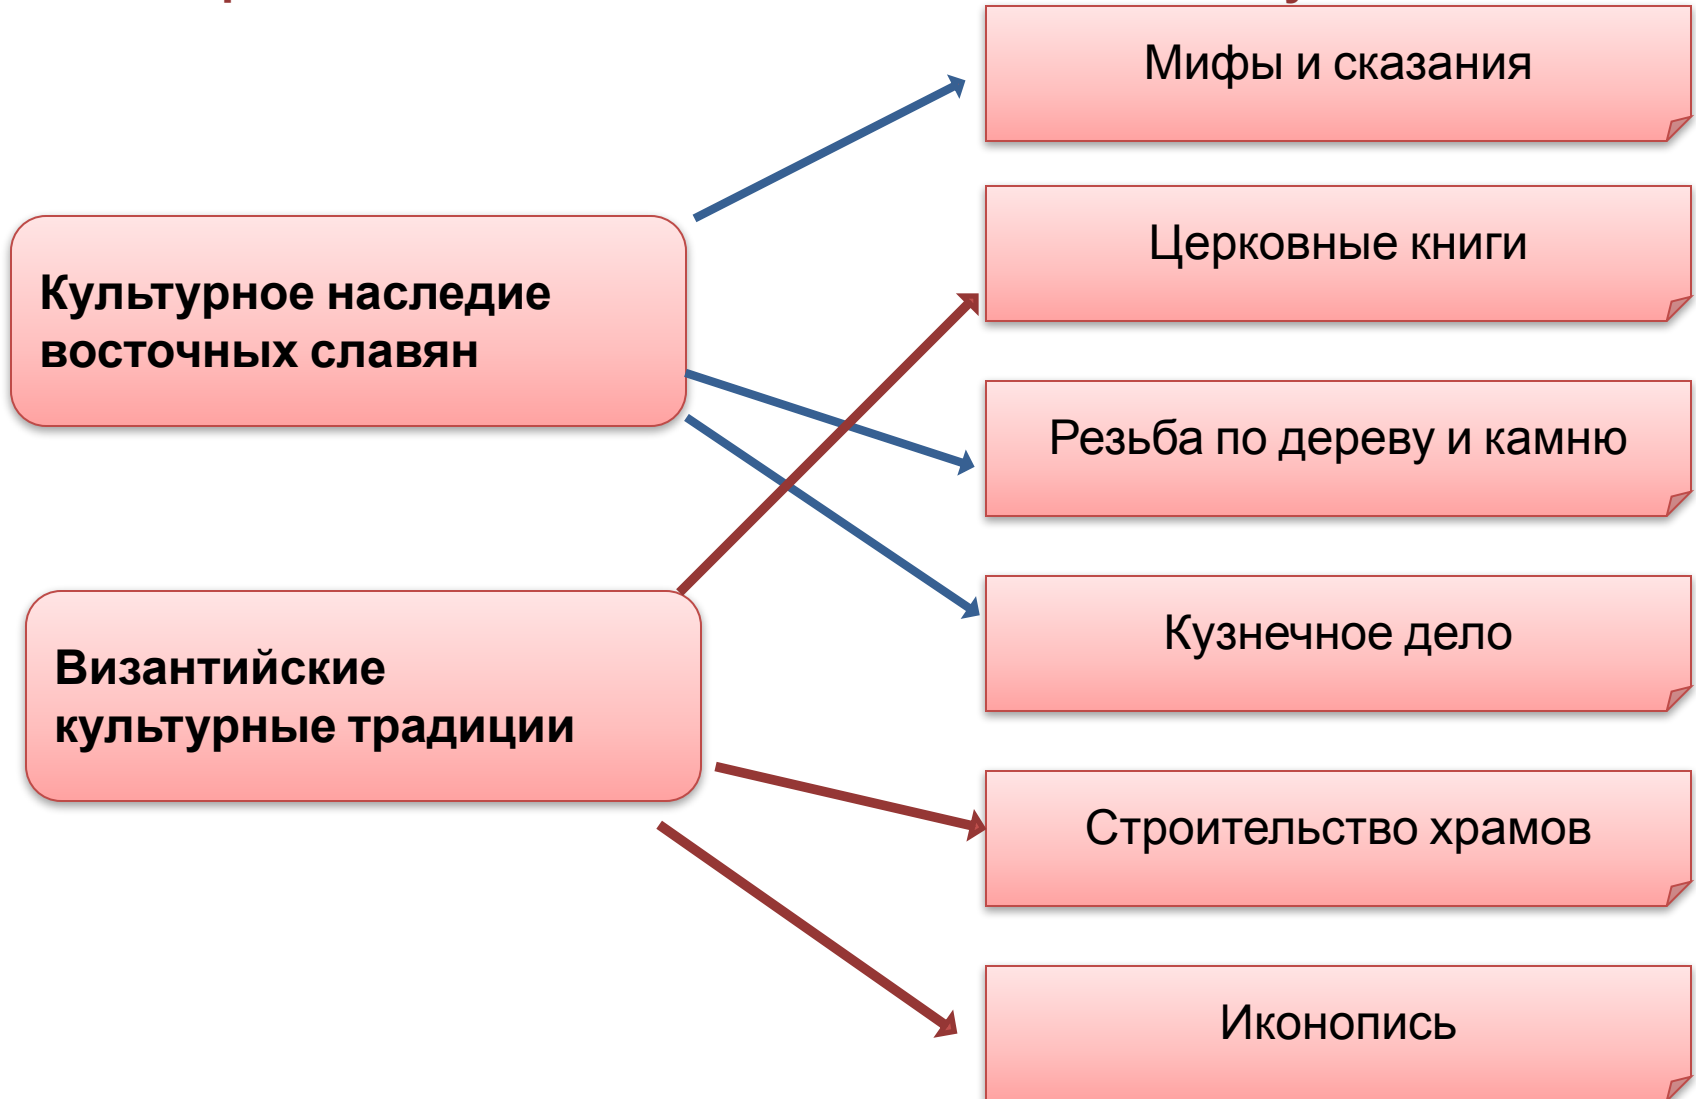 Мифы и сказания
Церковные книги
Культурное наследие
восточных славян
Резьба по дереву и камню
Кузнечное дело
Византийские
культурные традиции
Строительство храмов
Иконопись